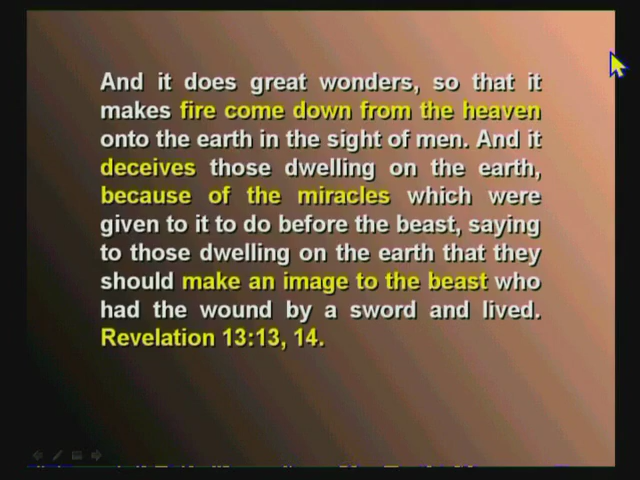 And it does great wonders, so that it
makes fire come down from the heaven
onto the earth in the sight of men. And it
deceives those dwelling on the earth,
because of the miracles which were
given to it to do before the beast, saying
to those dwelling on the earth that they
should make an image to the beast who
had the wound by a sword and lived.
Revelation 13:13, 14.